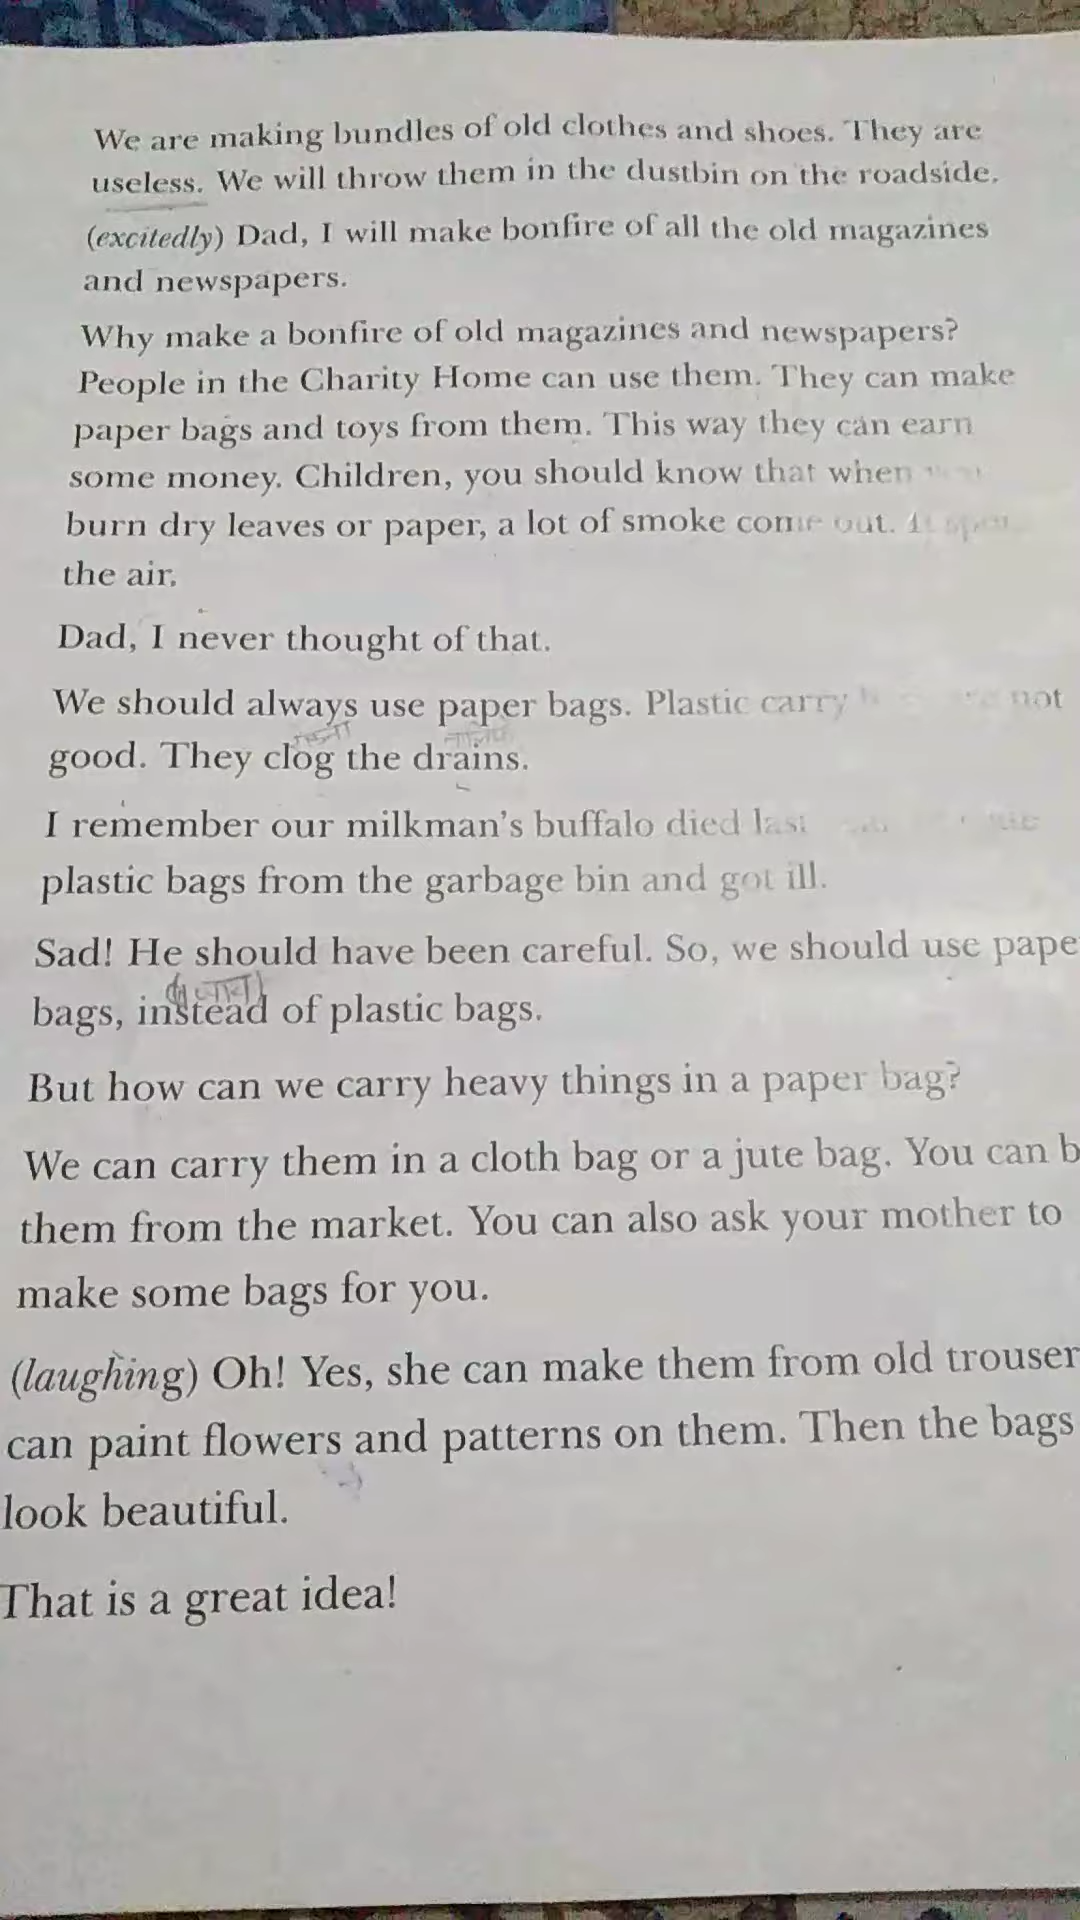 We are making bundles of old clothes and shoes. They are
useless. We will throw them in the dustbin on the roadside.
(excitedly) Dad, I will make bonfire of all the old magazines
and newspapers.
Why make a bonfire of old magazines and newspapers?
People in the Charity Home can use them. They can make
paper bags and toys from them. This way they can earn
some money. Children, you should know that when
burn dry leaves or paper, a lot of smoke come out. It
the air.
Dad, I never thought of that.
We should always use paper bags. Plastic carry not
good. They clog the drains.
I remember our milkman's buffalo died last
plastic bags from the garbage bin and got ill.
Sad! He should have been careful. So, we should use pape
bags, instead of plastic bags.
But how can we carry heavy things in a paper bag?
We can carry them in a cloth bag or a jute bag. You can b
them from the market. You can also ask your mother to
make some bags for you.
(laughing) Oh! Yes, she can make them from old trouser
can paint flowers and patterns on them. Then the bags
look beautiful.
That is a great idea!